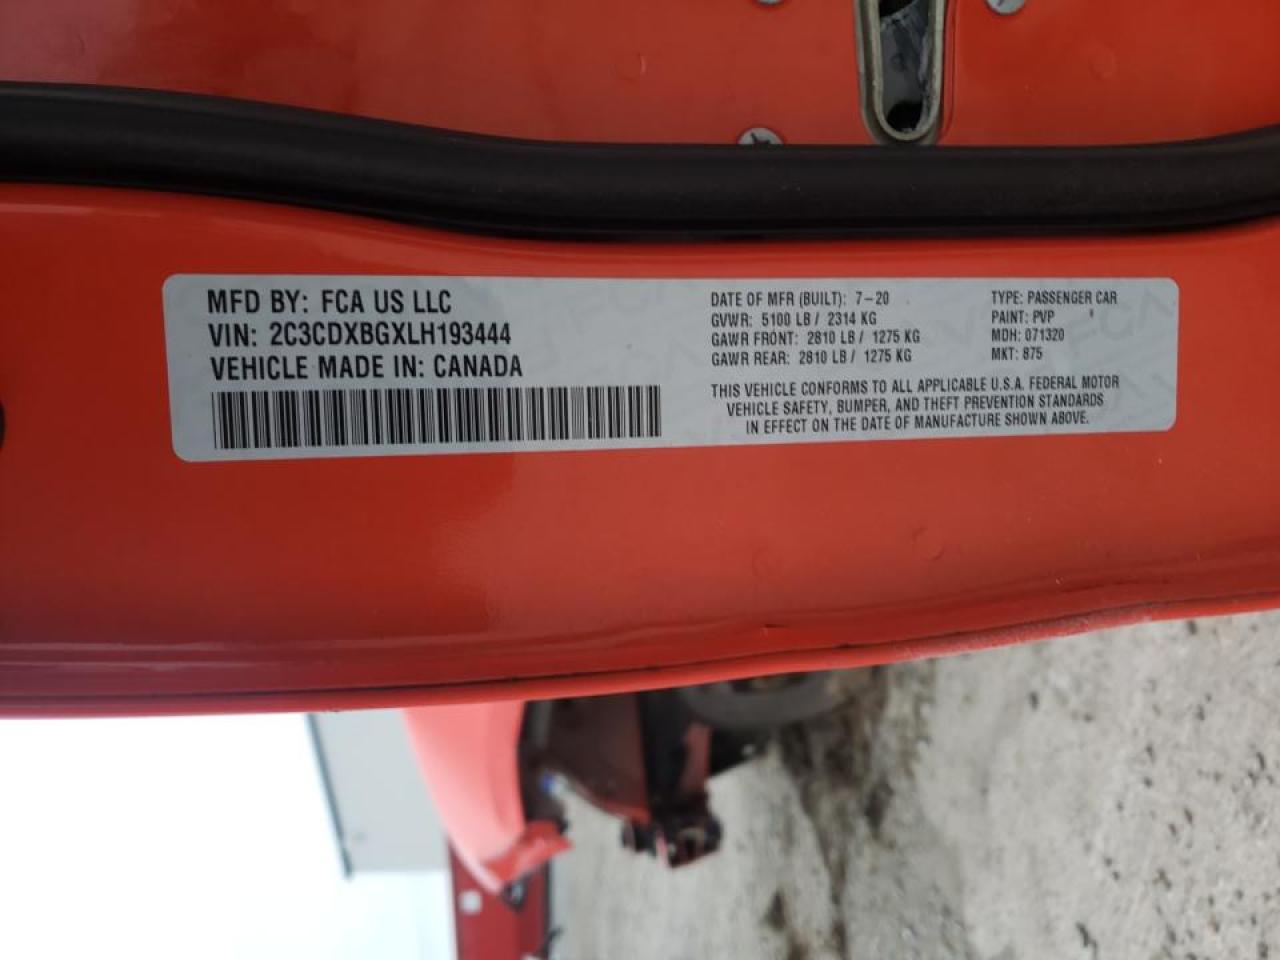 MFD BY: FCA US LLC
VIN: 2C3CDXBGXLH193444
VEHICLE MADE IN: CANADA
DATE OF MFR (BUILT): 7-20
GVWR: 5100 LB / 2314 KG
GAWR FRONT: 2810 LB / 1275 KG
GAWR REAR: 2810 LB / 1275 KG
TYPE: PASSENGER CAR
PAINT: PVP
MDH: 071320
MKT: 875
THIS VEHICLE CONFORMS TO ALL APPLICABLE U.S.A. FEDERAL MOTOR
VEHICLE SAFETY, BUMPER, AND THEFT PREVENTION STANDARDS
IN EFFECT ON THE DATE OF MANUFACTURE SHOWN ABOVE.